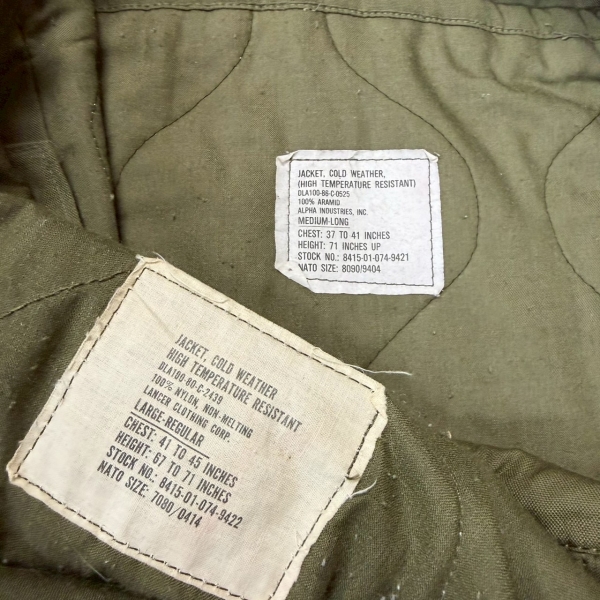 JACKET, COLD WEATHER,
(HIGH TEMPERATURE RESISTANT)
DLA100-86-C-0525
100% ARAMID
ALPHA INDUSTRIES, INC.
MEDIUM-LONG
CHEST: 37 TO 41 INCHES
HEIGHT: 71 INCHES UP
STOCK NO.: 8415-01-074-9421
NATO SIZE: 8090/9404
JACKET, COLD WEATHER
HIGH TEMPERATURE RESISTANT
DLA100-80-C-2439
100% NYLON, NON-MELTING
LANCER CLOTHING CORP.
LARGE-REGULAR
CHEST: 41 TO 45 INCHES
HEIGHT: 67 TO 71 INCHES
STOCK NO.: 8415-01-074-9422
NATO SIZE: 7080/0414